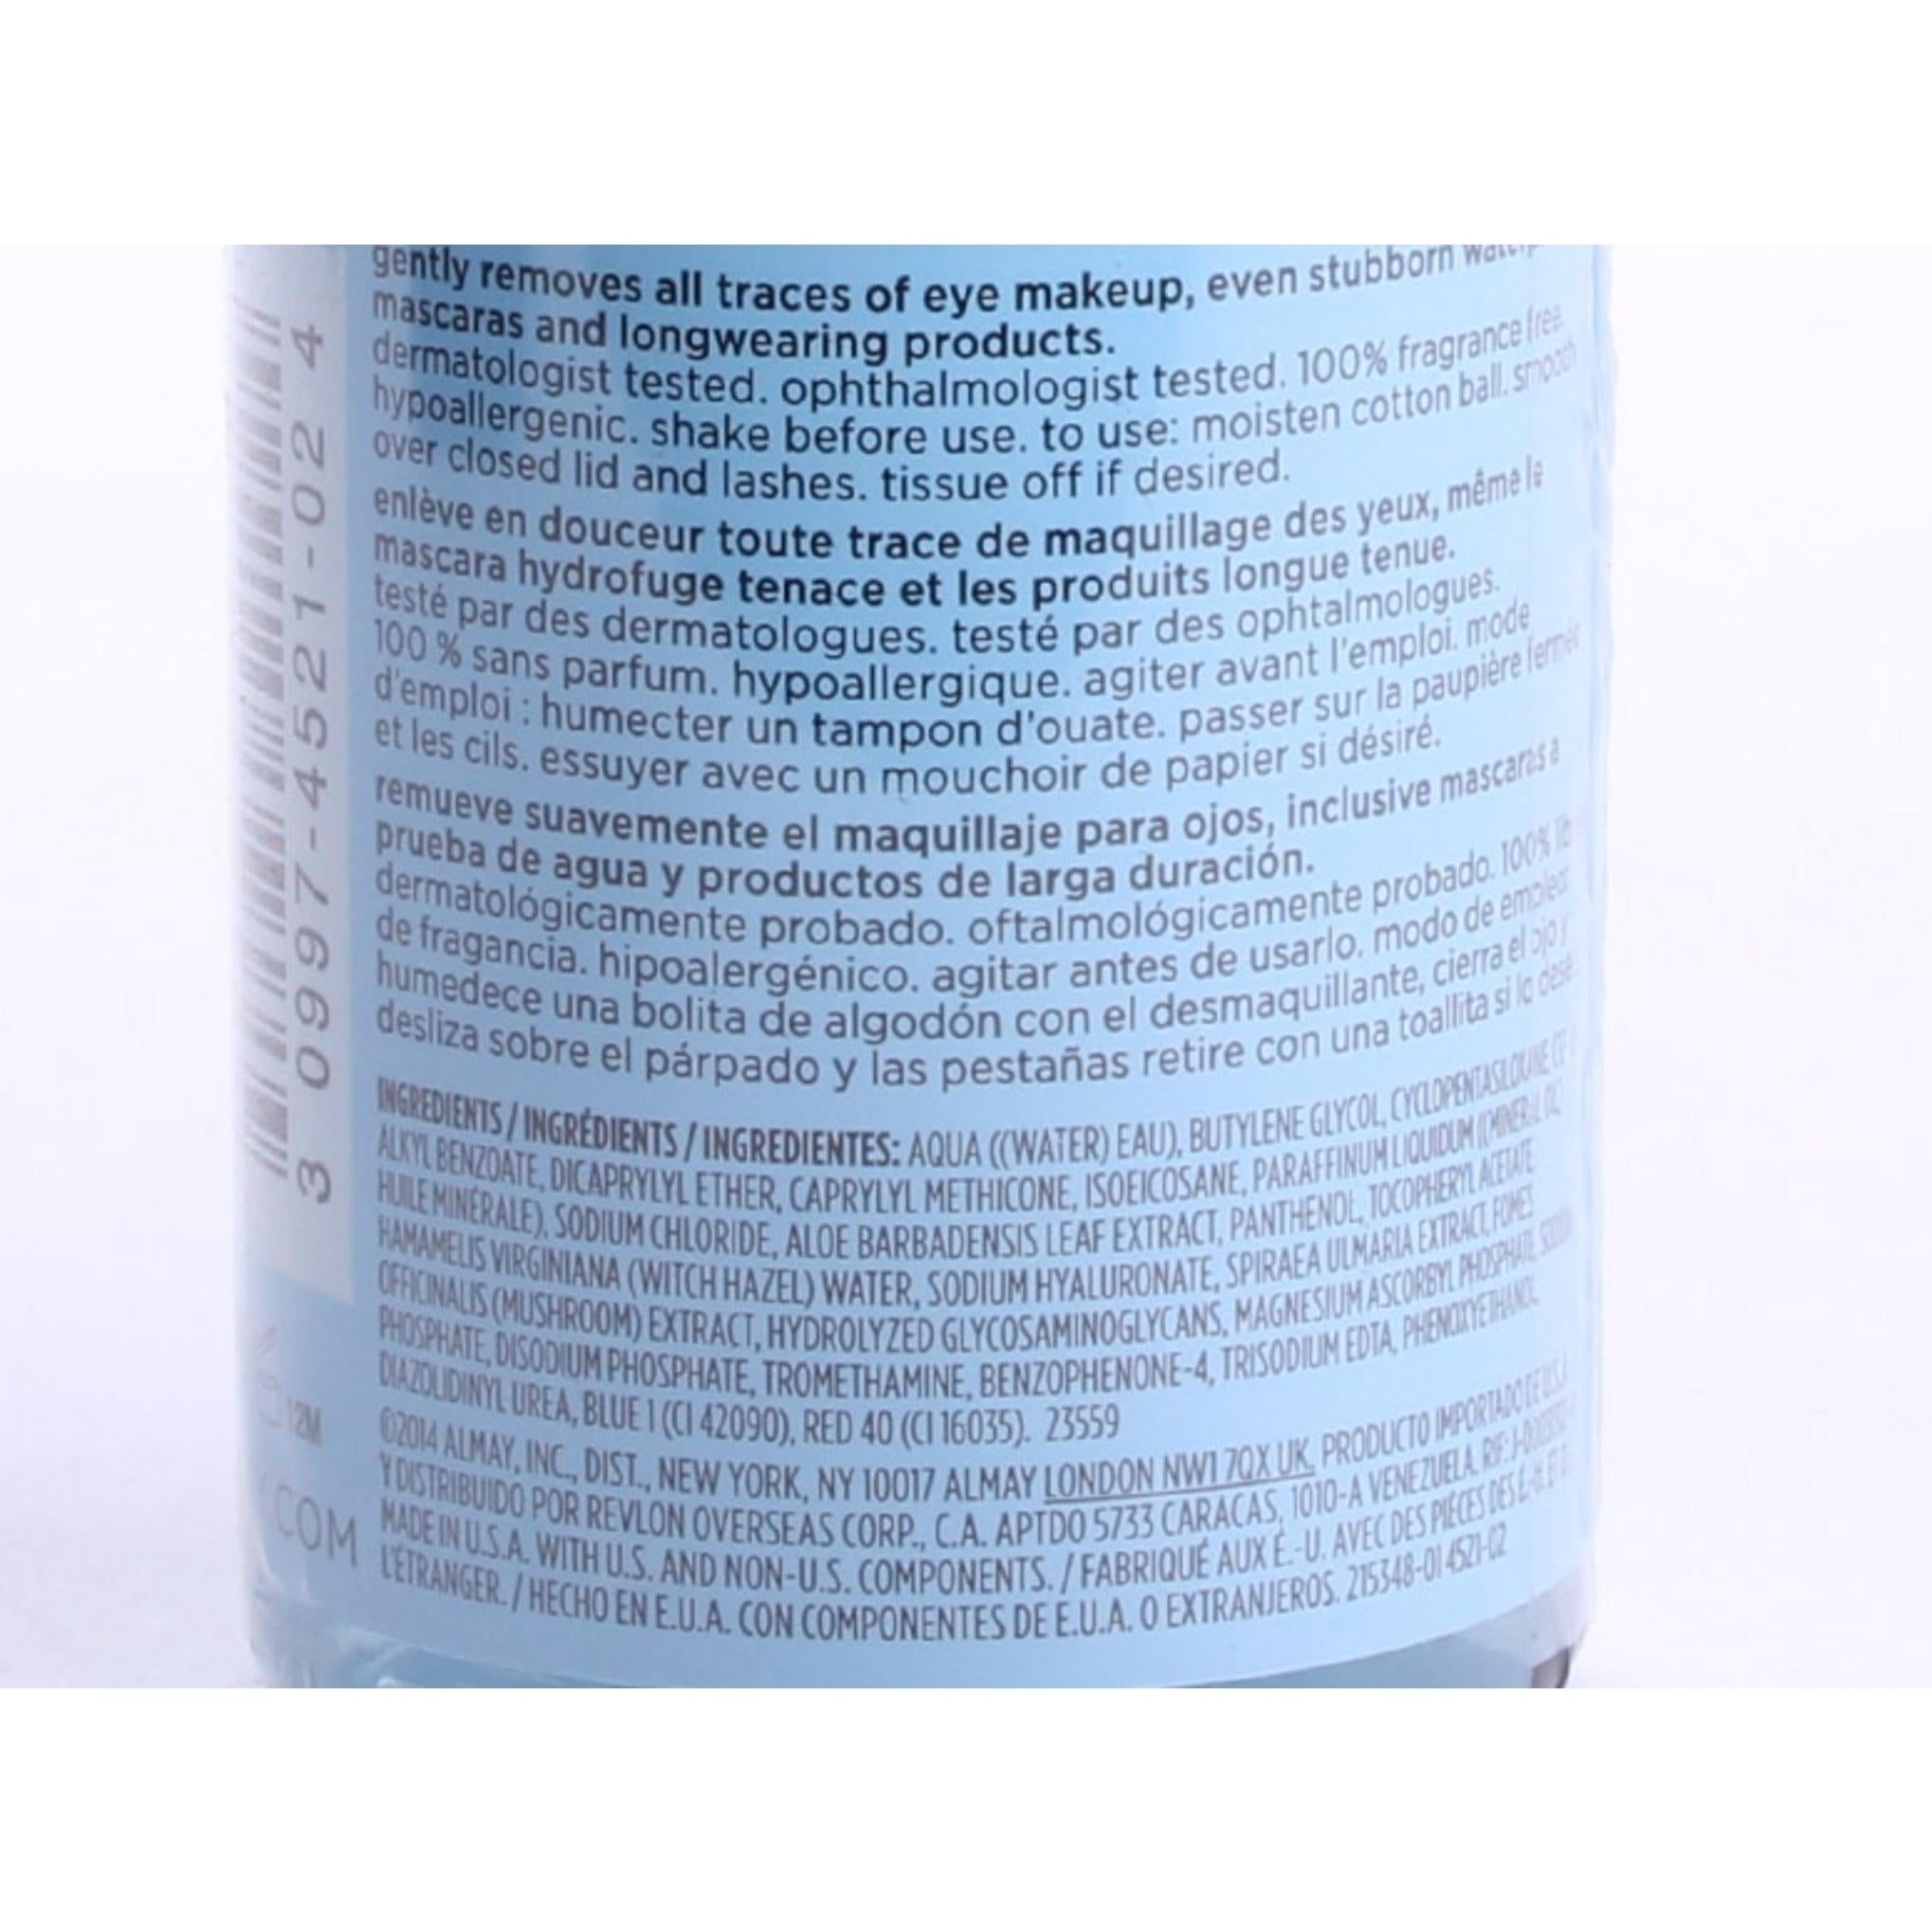 gently removes all traces of eye makeup, even stubborn
mascaras and longwearing products.
dermatologist tested. ophthalmologist tested. 100% fragrance free.
hypoallergenic. shake before use. to use: moisten cotton ball. smooth
over closed lid and lashes. tissue off if desired.
enlève en douceur toute trace de maquillage des yeux, même le
mascara hydrofuge tenace et les produits longue tenue.
testé par des dermatologues. testé par des ophtalmologues.
100 % sans parfum. hypoallergique. agiter avant l'emploi. mode
d'emploi : humecter un tampon d'ouate. passer sur la paupière fermée
et les cils. essuyer avec un mouchoir de papier si désiré.
remueve suavemente el maquillaje para ojos, inclusive mascaras a
prueba de agua y productos de larga duración.
dermatológicamente probado. oftalmológicamente probado. 100%
de fragancia. hipoalergénico. agitar antes de usarlo. modo de empleo:
humedece una bolita de algodón con el desmaquillante, cierra el ojo y
desliza sobre el párpado y las pestañas retire con una toallita si lo
INGREDIENTS / INGRÉDIENTS / INGREDIENTES: AQUA ((WATER) EAU), BUTYLENE GLYCOL, CYCLOPENTASILOXANE,
ALKYL BENZOATE, DICAPRYLYL ETHER, CAPRYLYL METHICONE, ISOEICOSANE, PARAFFINUM LIQUIDUM ((MINERAL OIL)
HUILE MINÉRALE), SODIUM CHLORIDE, ALOE BARBADENSIS LEAF EXTRACT, PANTHENOL, TOCOPHERYL ACETATE,
HAMAMELIS VIRGINIANA (WITCH HAZEL) WATER, SODIUM HYALURONATE, SPIRAEA ULMARIA EXTRACT, FOMES
OFFICINALIS (MUSHROOM) EXTRACT, HYDROLYZED GLYCOSAMINOGLYCANS, MAGNESIUM ASCORBYL PHOSPHATE, SODIUM
PHOSPHATE, DISODIUM PHOSPHATE, TROMETHAMINE, BENZOPHENONE-4, TRISODIUM EDTA, PHENOXYETHANOL,
DIAZOLIDINYL UREA, BLUE 1 (CI 42090), RED 40 (CI 16035). 23559
©2014 ALMAY, INC., DIST., NEW YORK, NY 10017 ALMAY LONDON NW1 7QX UK. PRODUCTO IMPORTADO DE U.S.A
Y DISTRIBUIDO POR REVLON OVERSEAS CORP., C.A. APTDO 5733 CARACAS, 1010-A VENEZUELA. RIF:
MADE IN U.S.A. WITH U.S. AND NON-U.S. COMPONENTS. / FABRIQUÉ AUX É.-U. AVEC DES PIÈCES DES É.-U. ET DE
L'ÉTRANGER. / HECHO EN E.U.A. CON COMPONENTES DE E.U.A. O EXTRANJEROS. 215348-01 4521-02
3 0997-4521-02 4
12M
.COM